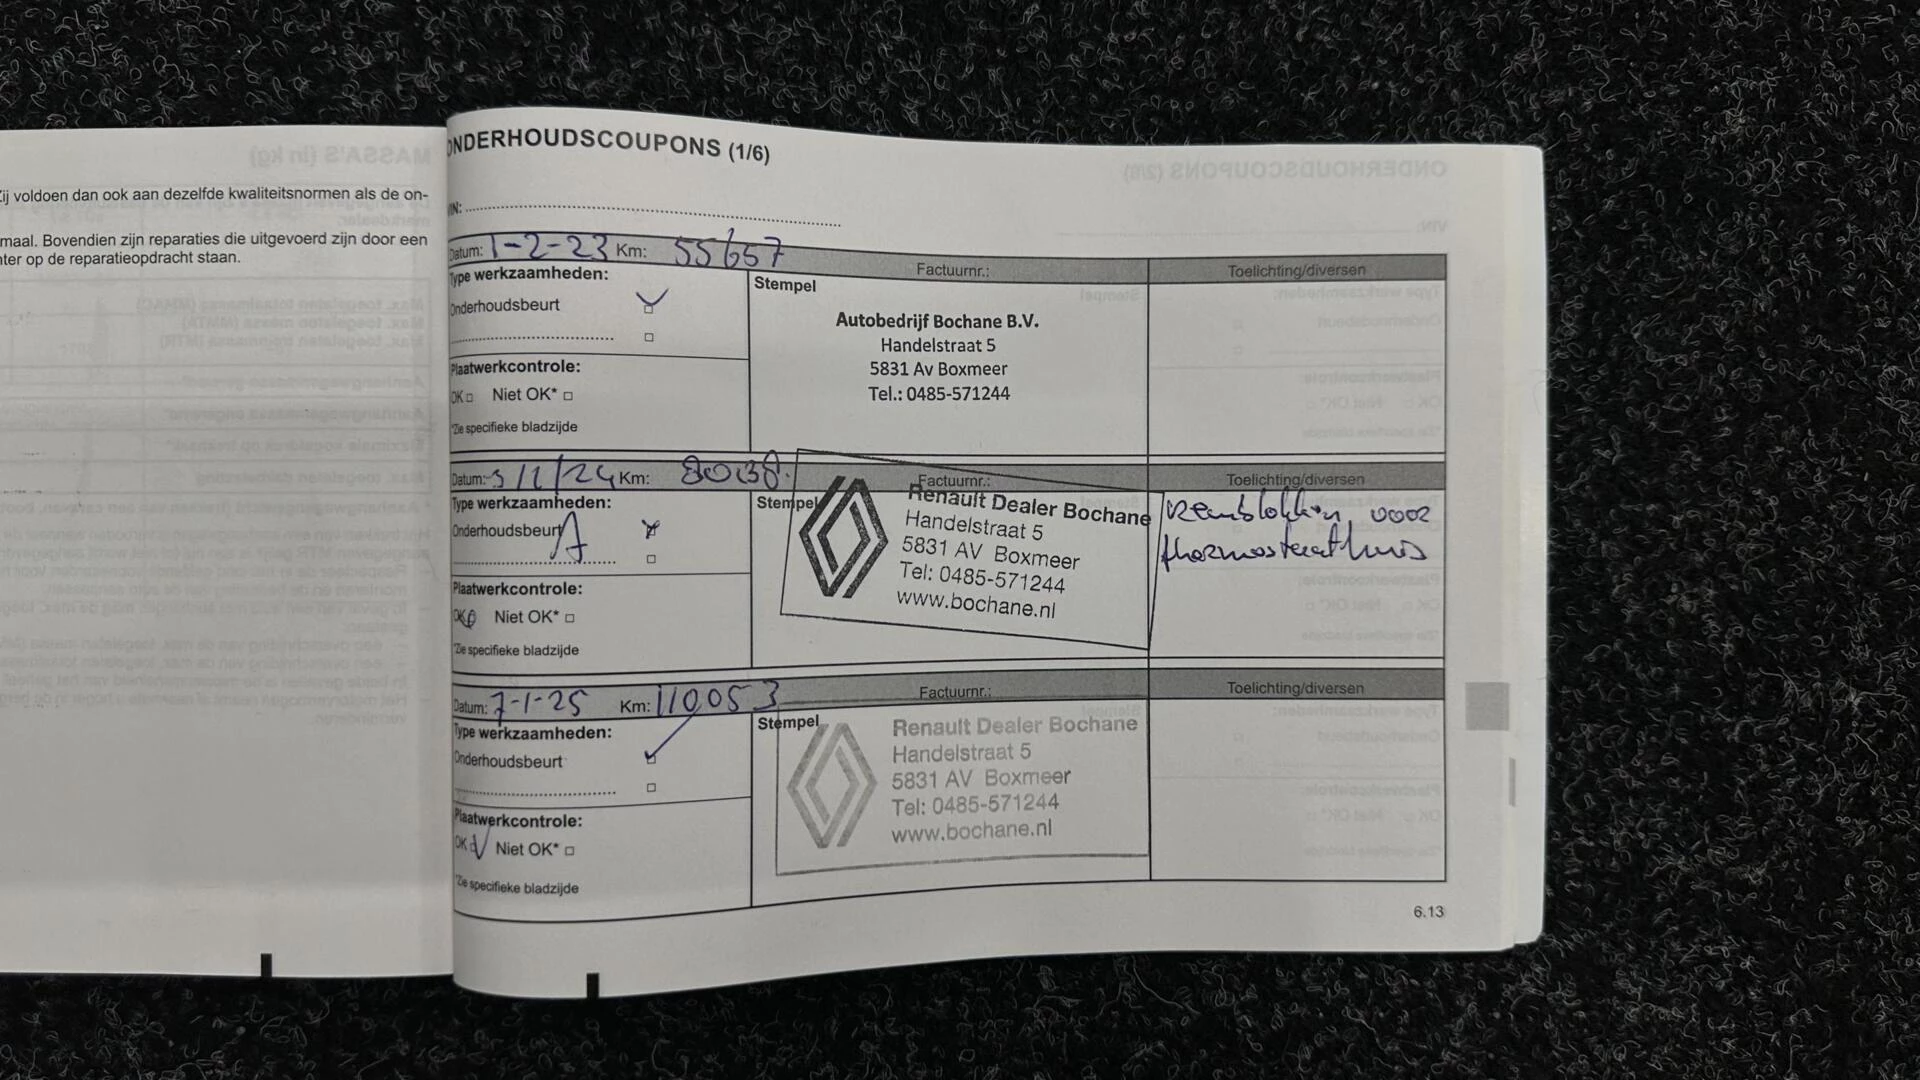 Zij voldoen dan ook aan dezelfde kwaliteitsnormen als de on-
maal. Bovendien zijn reparaties die uitgevoerd zijn door een
op de reparatieopdracht staan.
ONDERHOUDSCOUPONS (1/6)
VIN:
Datum: 1-2-23 Km: 55657 Factuurnr.: Toelichting/diversen
Type werkzaamheden:
Onderhoudsbeurt
Plaatwerkcontrole:
OK □ Niet OK* □
*Zie specifieke bladzijde
Stempel
Autobedrijf Bochane B.V.
Handelstraat 5
5831 Av Boxmeer
Tel.: 0485-571244
Datum: Km: Factuurnr.: Toelichting/diversen
Type werkzaamheden:
Onderhoudsbeurt A
Plaatwerkcontrole:
OK Niet OK* □
*Zie specifieke bladzijde
Stempel
Renault Dealer Bochane
Handelstraat 5
5831 AV Boxmeer
Tel: 0485-571244
www.bochane.nl
Remblokken voor
thermostaathuis
Datum: 7-1-25 Km: 110053 Factuurnr.: Toelichting/diversen
Type werkzaamheden:
Onderhoudsbeurt
Plaatwerkcontrole:
OK Niet OK* □
*Zie specifieke bladzijde
Stempel
Renault Dealer Bochane
Handelstraat 5
5831 AV Boxmeer
Tel: 0485-571244
www.bochane.nl
6.13